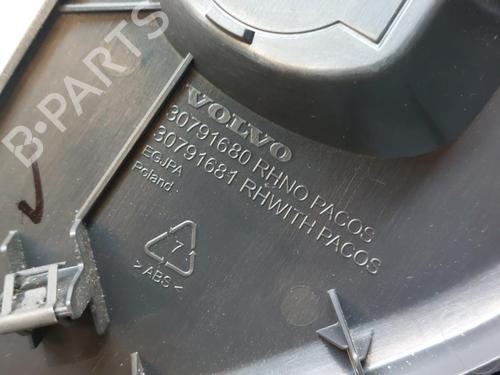 B-PARTS
VOLVO
30791680 RHNO PACOS
30791681 RHWITH PACOS
EGJPA
Poland
7
>ABS<